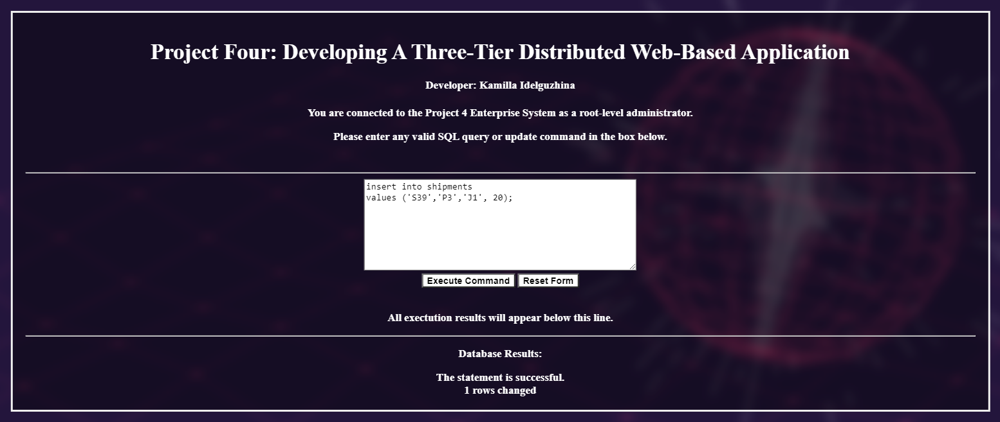 Project Four: Developing A Three-Tier Distributed Web-Based Application
Developer: Kamilla Idelguzhina
You are connected to the Project 4 Enterprise System as a root-level administrator.
Please enter any valid SQL query or update command in the box below.
insert into shipments
values ('S39','P3','J1', 20);
Execute Command Reset Form
All exectution results will appear below this line.
Database Results:
The statement is successful.
1 rows changed